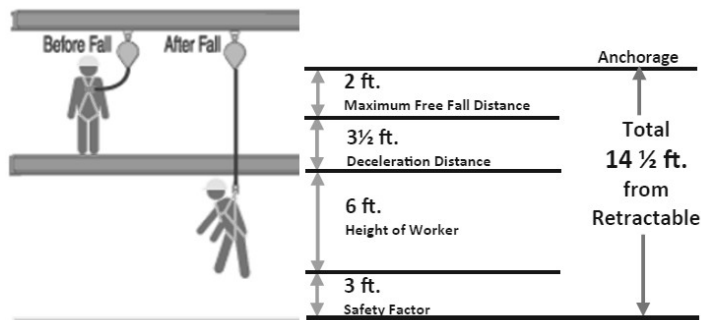 Before Fall
After Fall
Anchorage
2 ft.
Maximum Free Fall Distance
3½ ft.
Deceleration Distance
6 ft.
Height of Worker
3 ft.
Safety Factor
Total
14 ½ ft.
from
Retractable